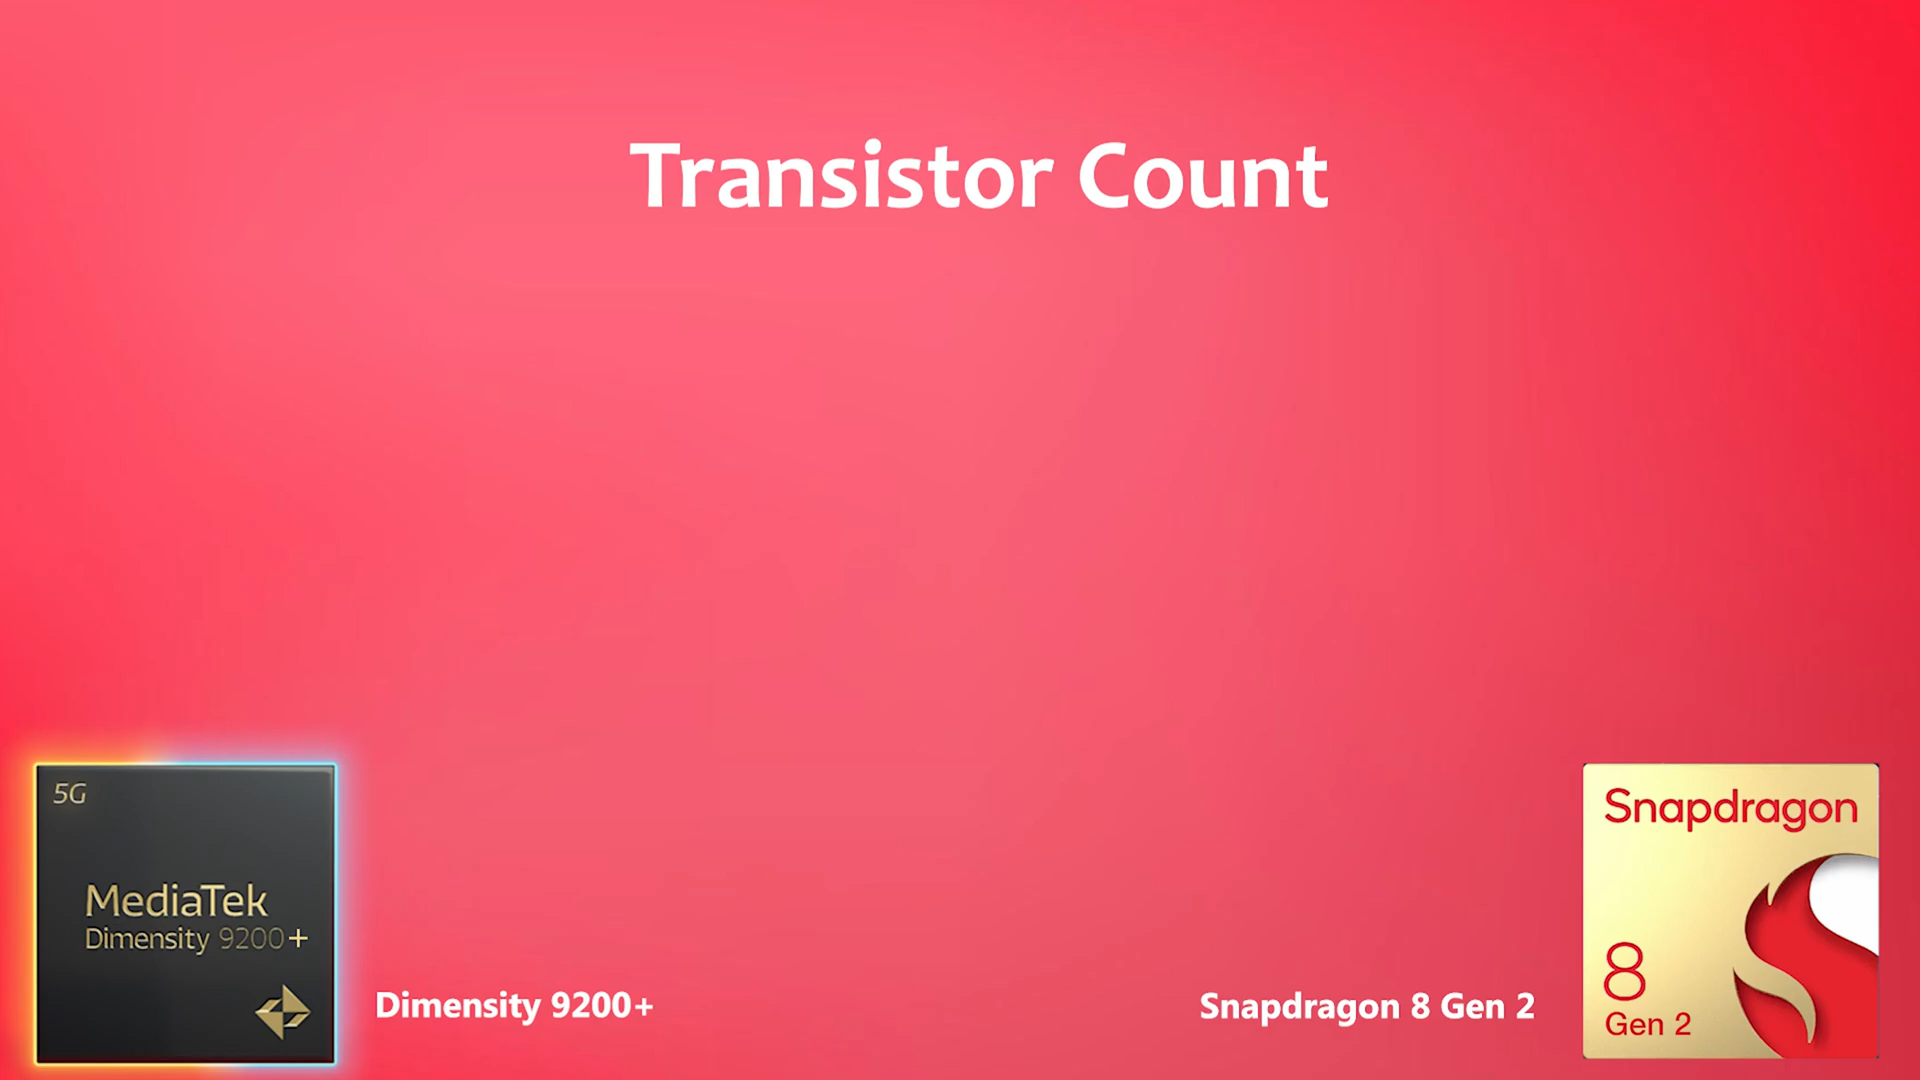 Transistor Count
5G
MediaTek
Dimensity 9200+
Dimensity 9200+
Snapdragon 8 Gen 2
Snapdragon
8
Gen 2